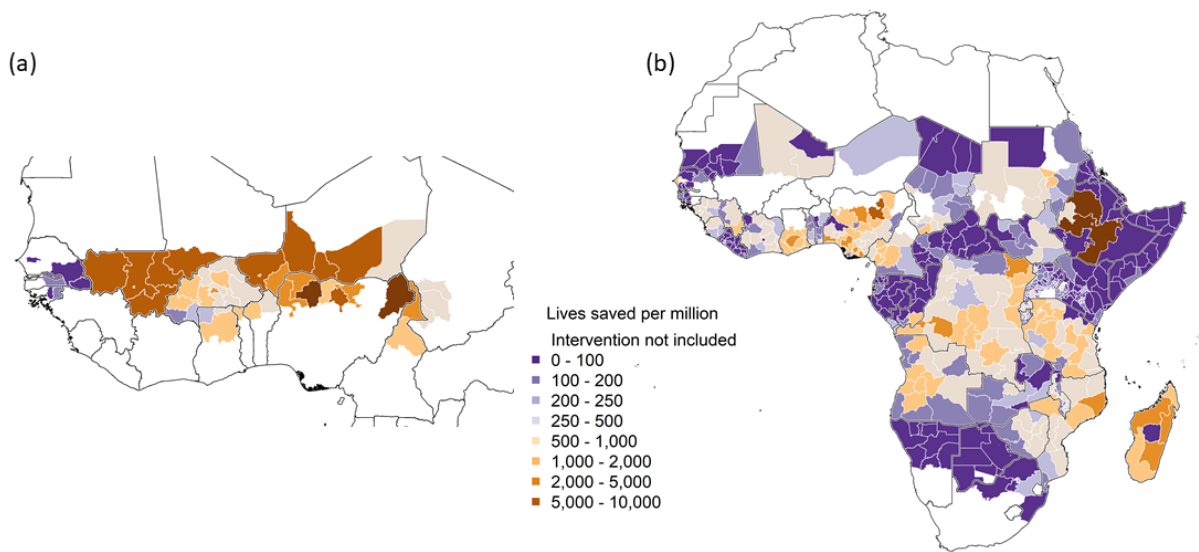 (a)
(b)
Lives saved per million
Intervention not included
0 - 100
100 - 200
200 - 250
250 - 500
500 - 1,000
1,000 - 2,000
2,000 - 5,000
5,000 - 10,000